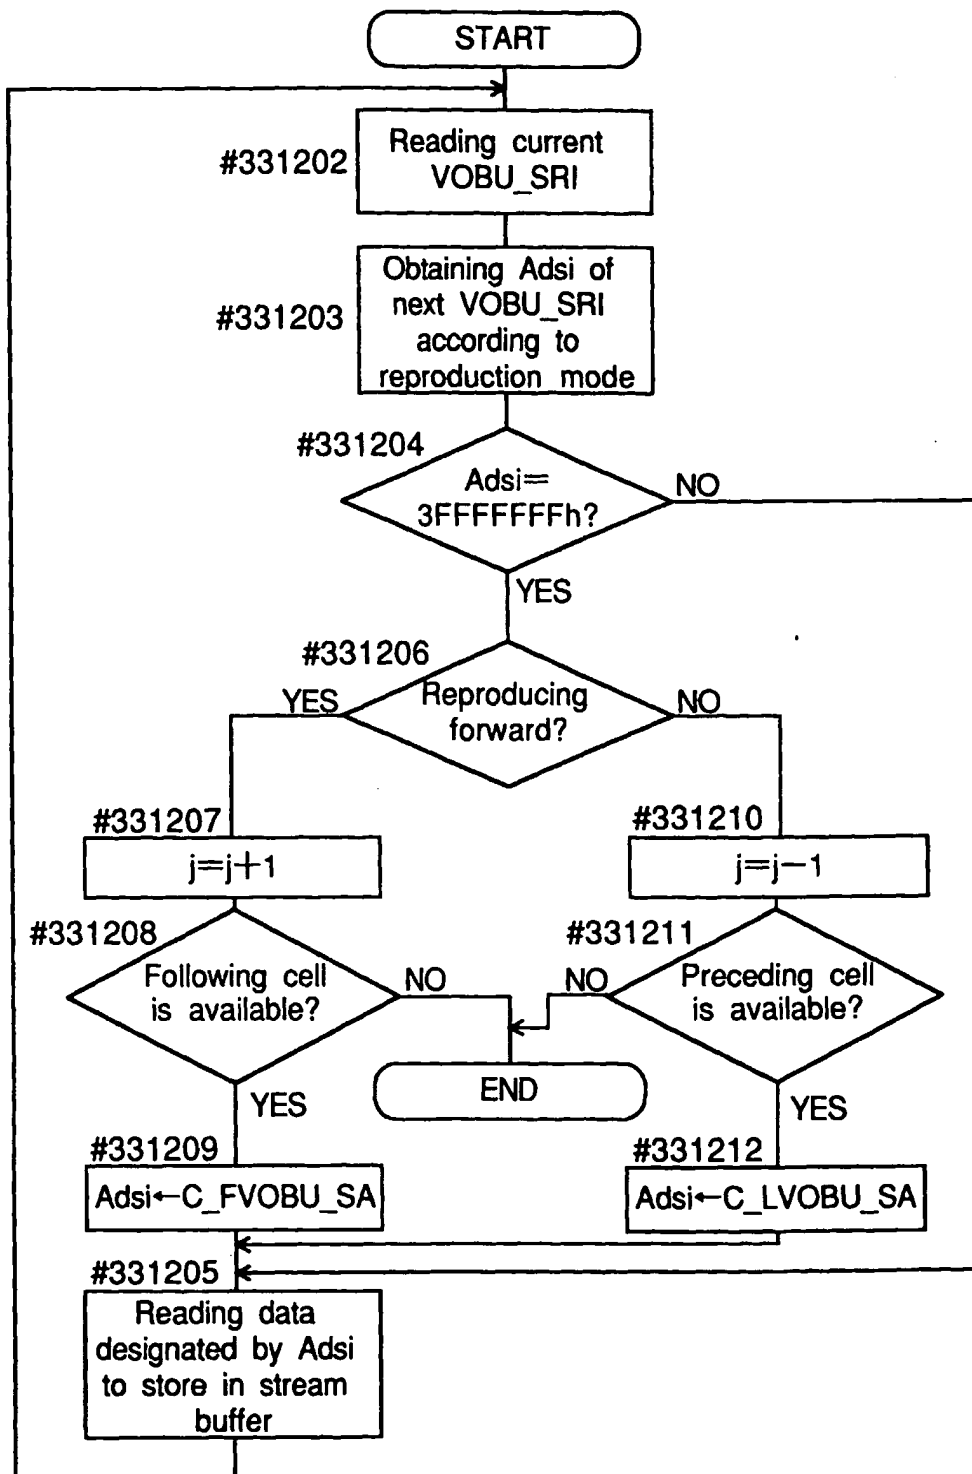 START
#331202
Reading current
VOBU_SRI
#331203
Obtaining Adsi of
next VOBU_SRI
according to
reproduction mode
#331204
Adsi=
3FFFFFFFh?
NO
YES
#331206
Reproducing
forward?
YES
NO
#331207
j=j+1
#331210
j=j-1
#331208
Following cell
is available?
NO
#331211
Preceding cell
is available?
NO
END
YES
YES
#331209
Adsi←C_FVOBU_SA
#331212
Adsi←C_LVOBU_SA
#331205
Reading data
designated by Adsi
to store in stream
buffer